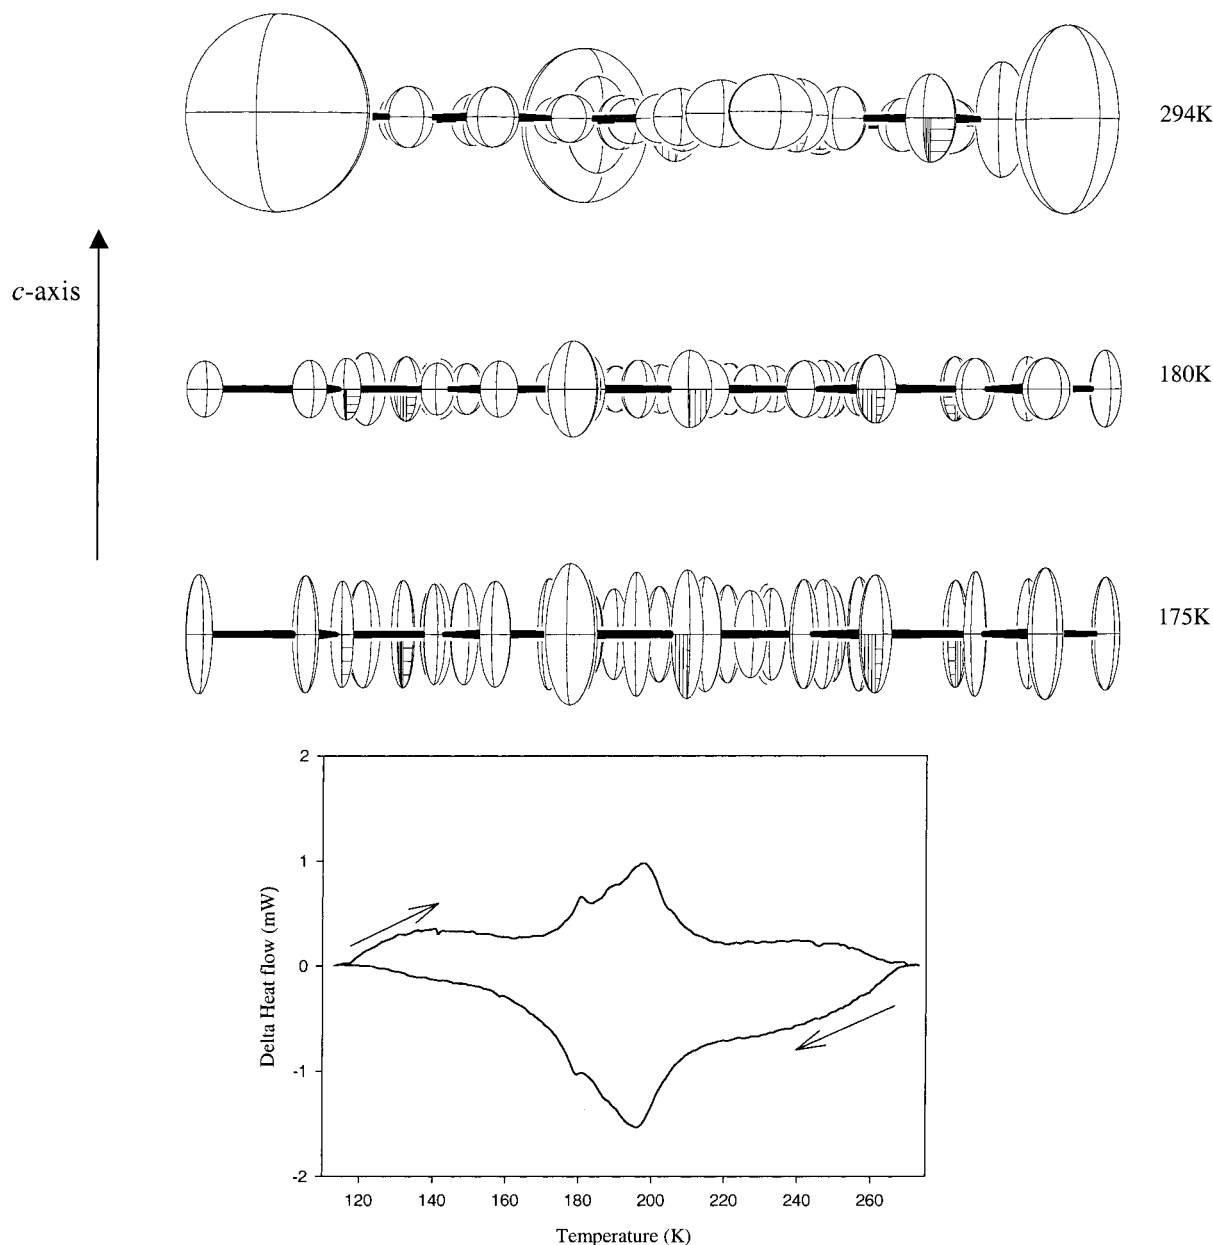 294K
c-axis
180K
175K
2
1
0
-1
-2
Delta Heat flow (mW)
120 140 160 180 200 220 240 260
Temperature (K)